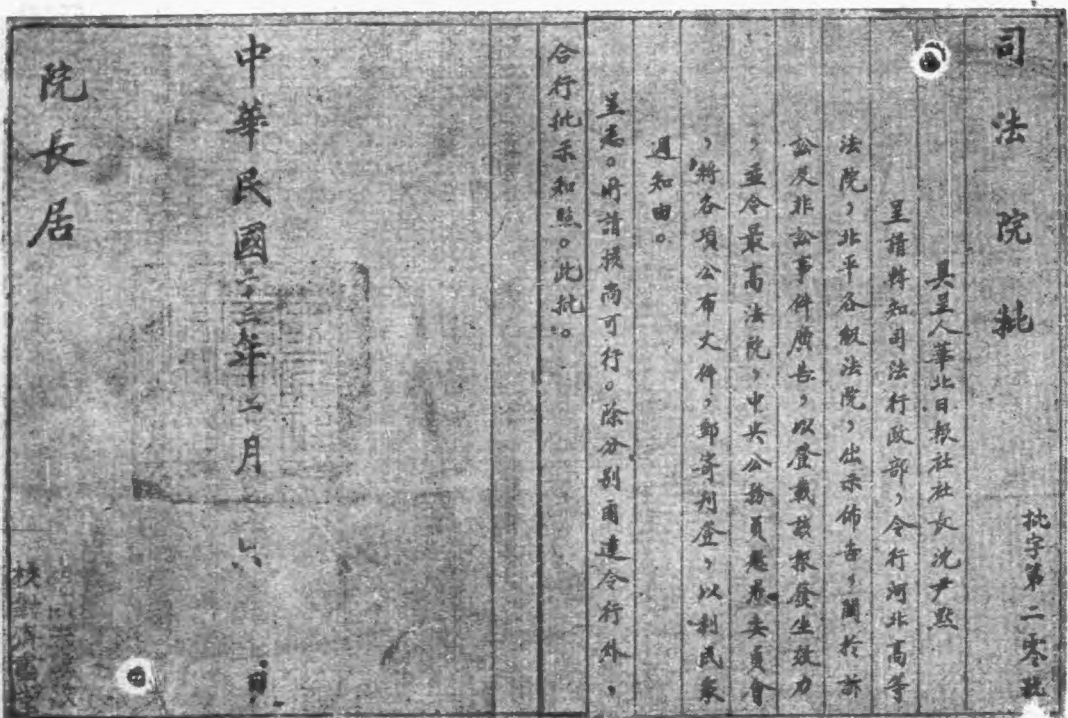 司法院批
批字第二零號
具呈人華北日報社社長沈尹默
呈請轉知司法行政部，令行河北高等
法院，北平各級法院，出示佈告，關於訴
訟及非訟事件廣告，以登載該報發生效力
，並令最高法院，中央公務員懲戒委員會
，將各項公布文件，郵寄刊登，以利民衆
週知由。
呈悉。所請核尚可行。除分別函達令行外，
合行批示知照。此批。
中華民國二十三年二月六日
院長居
校對